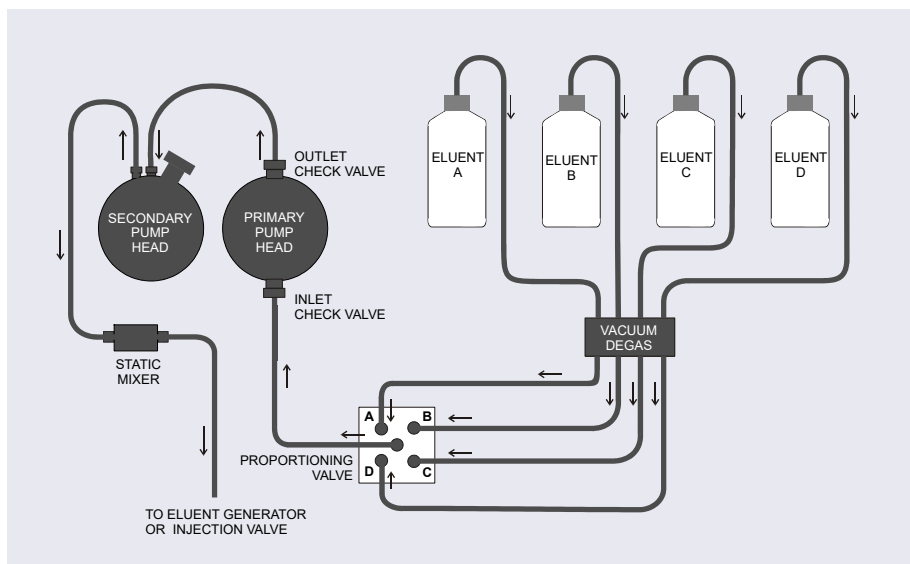 OUTLET
CHECK VALVE
ELUENT
A
ELUENT
B
ELUENT
C
ELUENT
D
SECONDARY
PUMP
HEAD
PRIMARY
PUMP
HEAD
INLET
CHECK VALVE
VACUUM
DEGAS
STATIC
MIXER
A
B
PROPORTIONING
VALVE
D
C
TO ELUENT GENERATOR
OR INJECTION VALVE